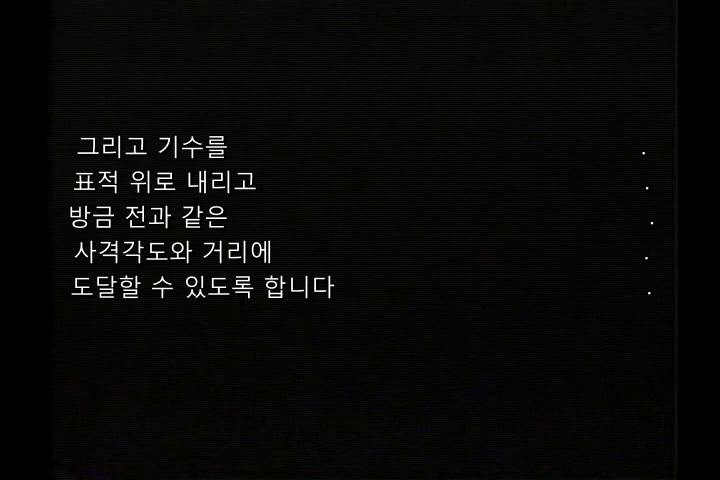 그리고 기수를 .
표적 위로 내리고 .
방금 전과 같은 .
사격각도와 거리에 .
도달할 수 있도록 합니다 .